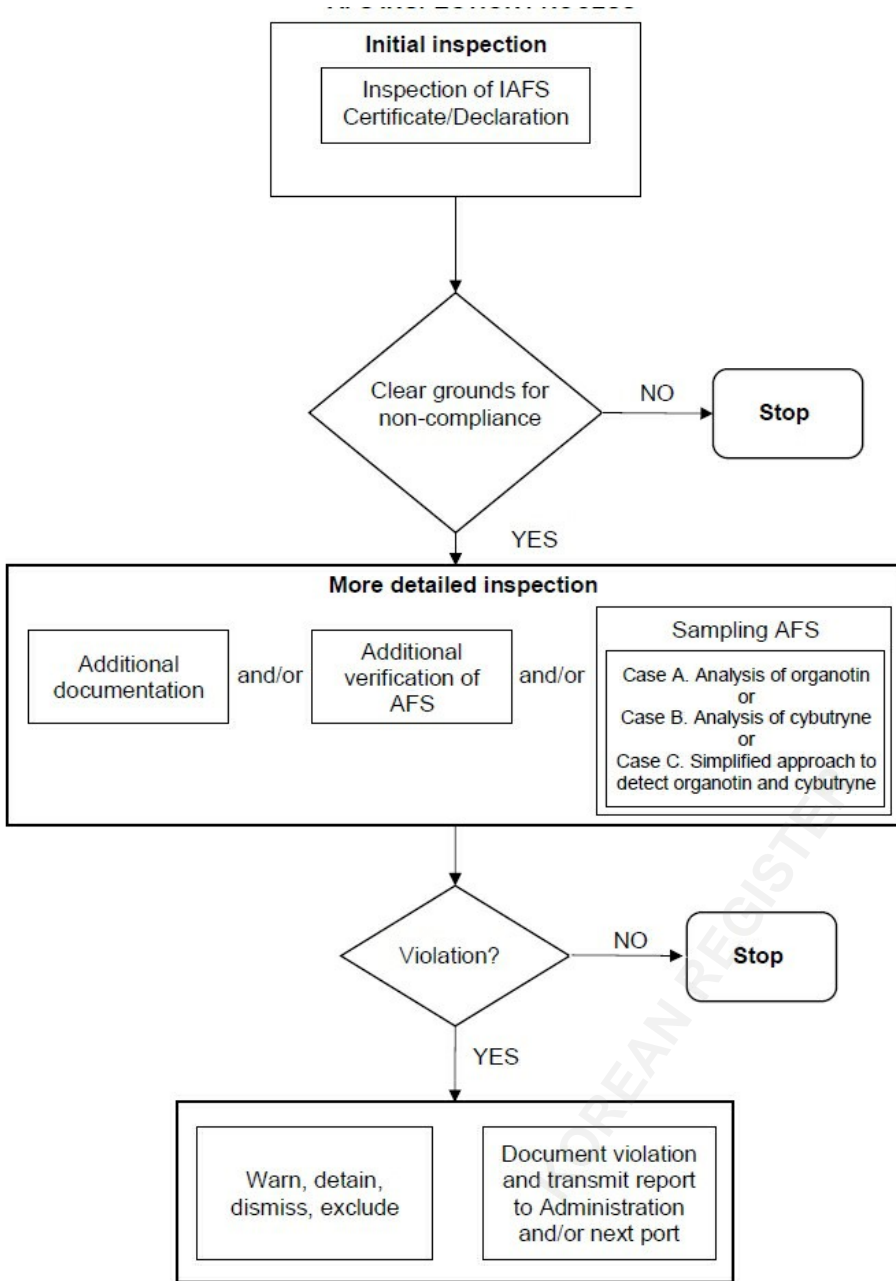 Initial inspection
Inspection of IAFS
Certificate/Declaration
Clear grounds for
non-compliance
NO
Stop
YES
More detailed inspection
Additional
documentation
and/or
Additional
verification of
AFS
and/or
Sampling AFS
Case A. Analysis of organotin
or
Case B. Analysis of cybutryne
or
Case C. Simplified approach to
detect organotin and cybutryne
Violation?
NO
Stop
YES
Warn, detain,
dismiss, exclude
Document violation
and transmit report
to Administration
and/or next port
KOREAN REGISTER